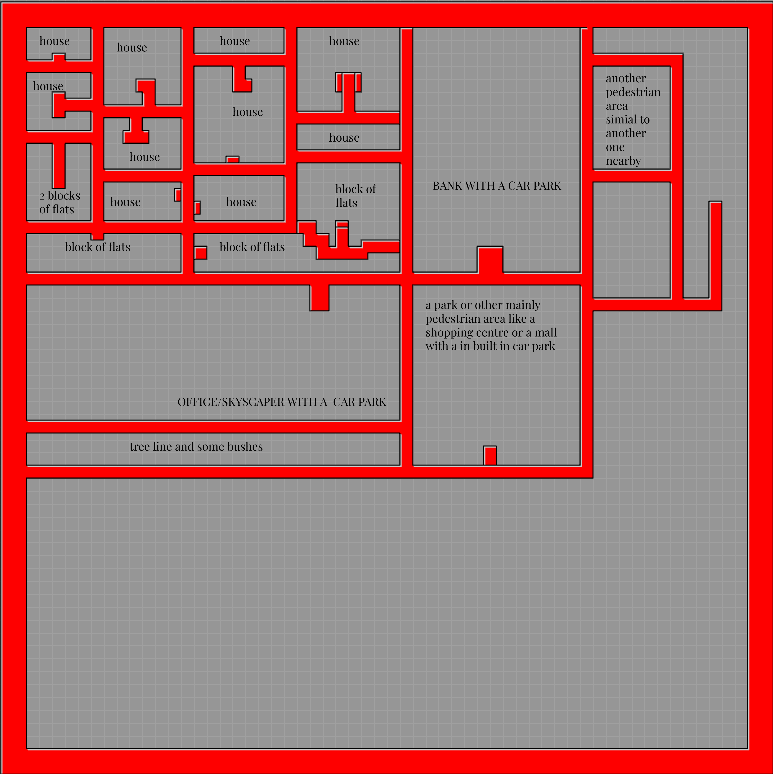 house
house
house
house
house
house
another
pedestrian
area
simial to
another
one
nearby
house
house
house
2 blocks
of flats
house
house
block of
flats
BANK WITH A CAR PARK
block of flats
block of flats
a park or other mainly
pedestrian area like a
shopping centre or a mall
with a in built in car park
OFFICE/SKYSCAPER WITH A CAR PARK
tree line and some bushes